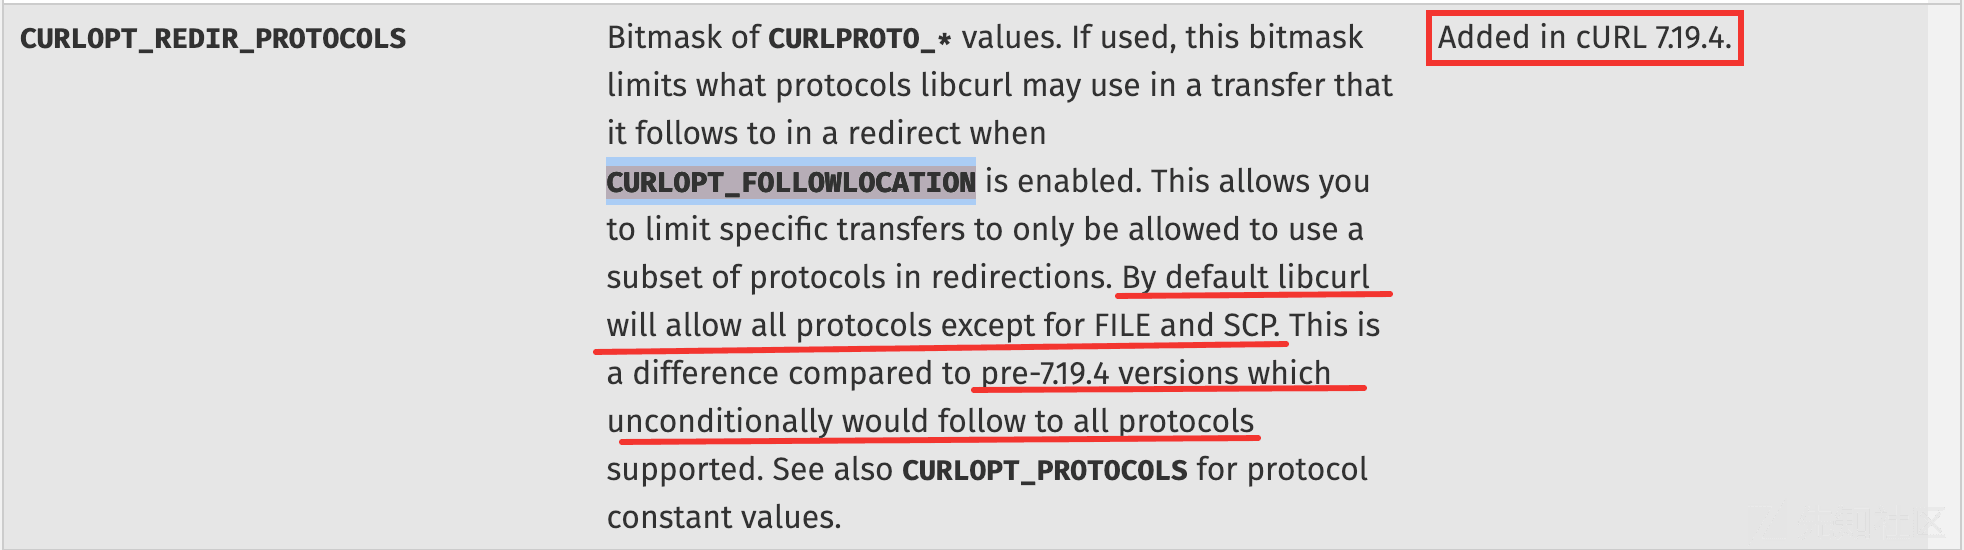 CURLOPT_REDIR_PROTOCOLS
Bitmask of CURLPROTO_* values. If used, this bitmask
limits what protocols libcurl may use in a transfer that
it follows to in a redirect when
CURLOPT_FOLLOWLOCATION is enabled. This allows you
to limit specific transfers to only be allowed to use a
subset of protocols in redirections. By default libcurl
will allow all protocols except for FILE and SCP. This is
a difference compared to pre-7.19.4 versions which
unconditionally would follow to all protocols
supported. See also CURLOPT_PROTOCOLS for protocol
constant values.
Added in cURL 7.19.4.